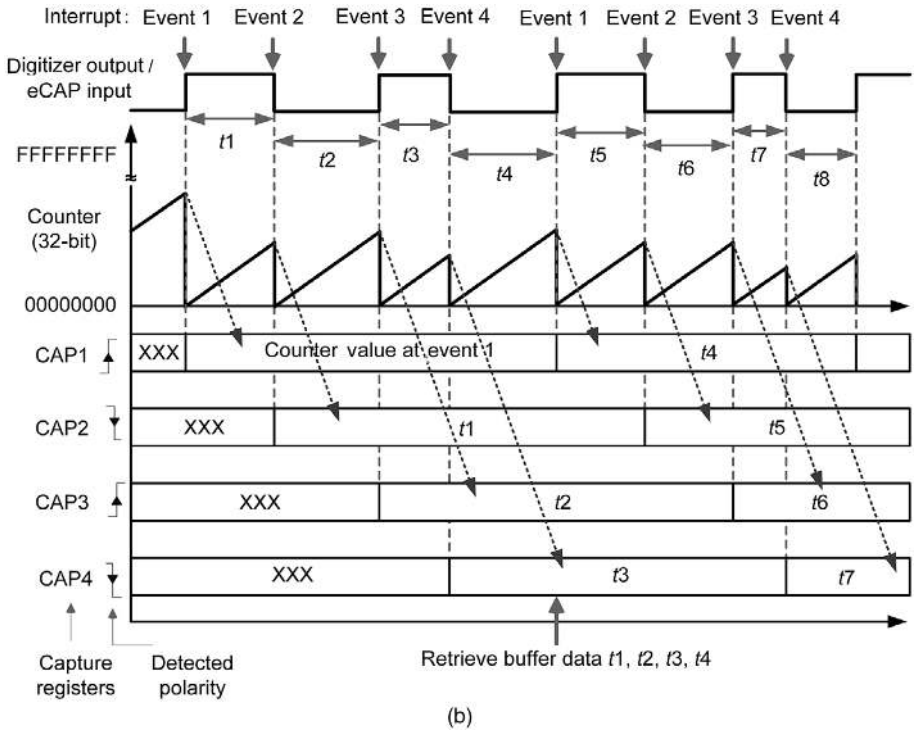 Interrupt: Event 1 Event 2 Event 3 Event 4 Event 1 Event 2 Event 3 Event 4
Digitizer output /
eCAP input
t1
t2
t3
t4
t5
t6
t7
t8
FFFFFFFF
Counter
(32-bit)
00000000
CAP1 XXX Counter value at event 1 t4
CAP2 XXX t1 t5
CAP3 XXX t2 t6
CAP4 XXX t3 t7
Capture
registers
Detected
polarity
Retrieve buffer data t1, t2, t3, t4
(b)